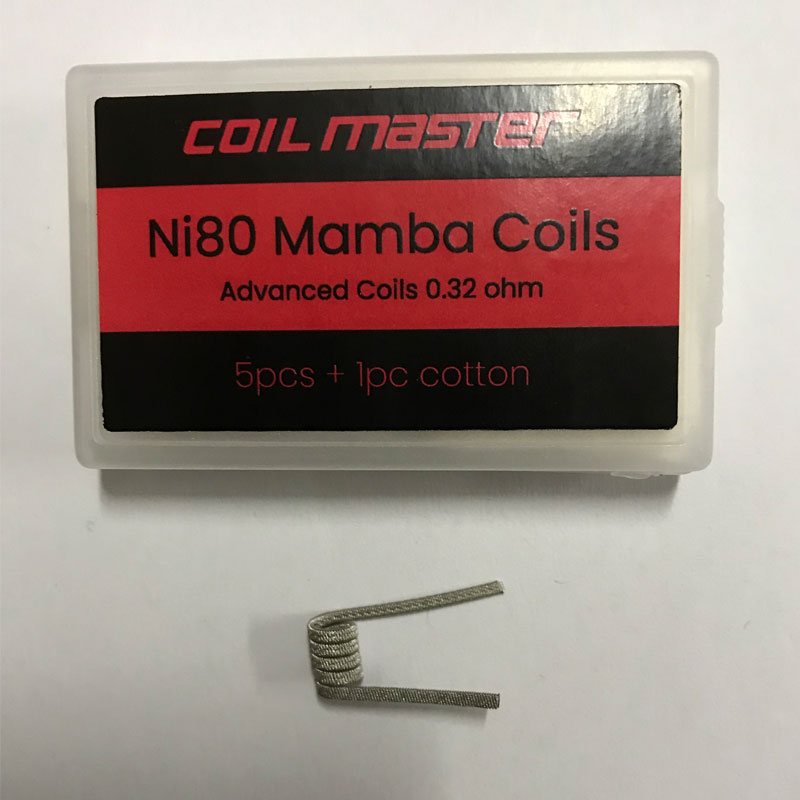 COIL MASTER
Ni80 Mamba Coils
Advanced Coils 0.32 ohm
5pcs + 1pc cotton